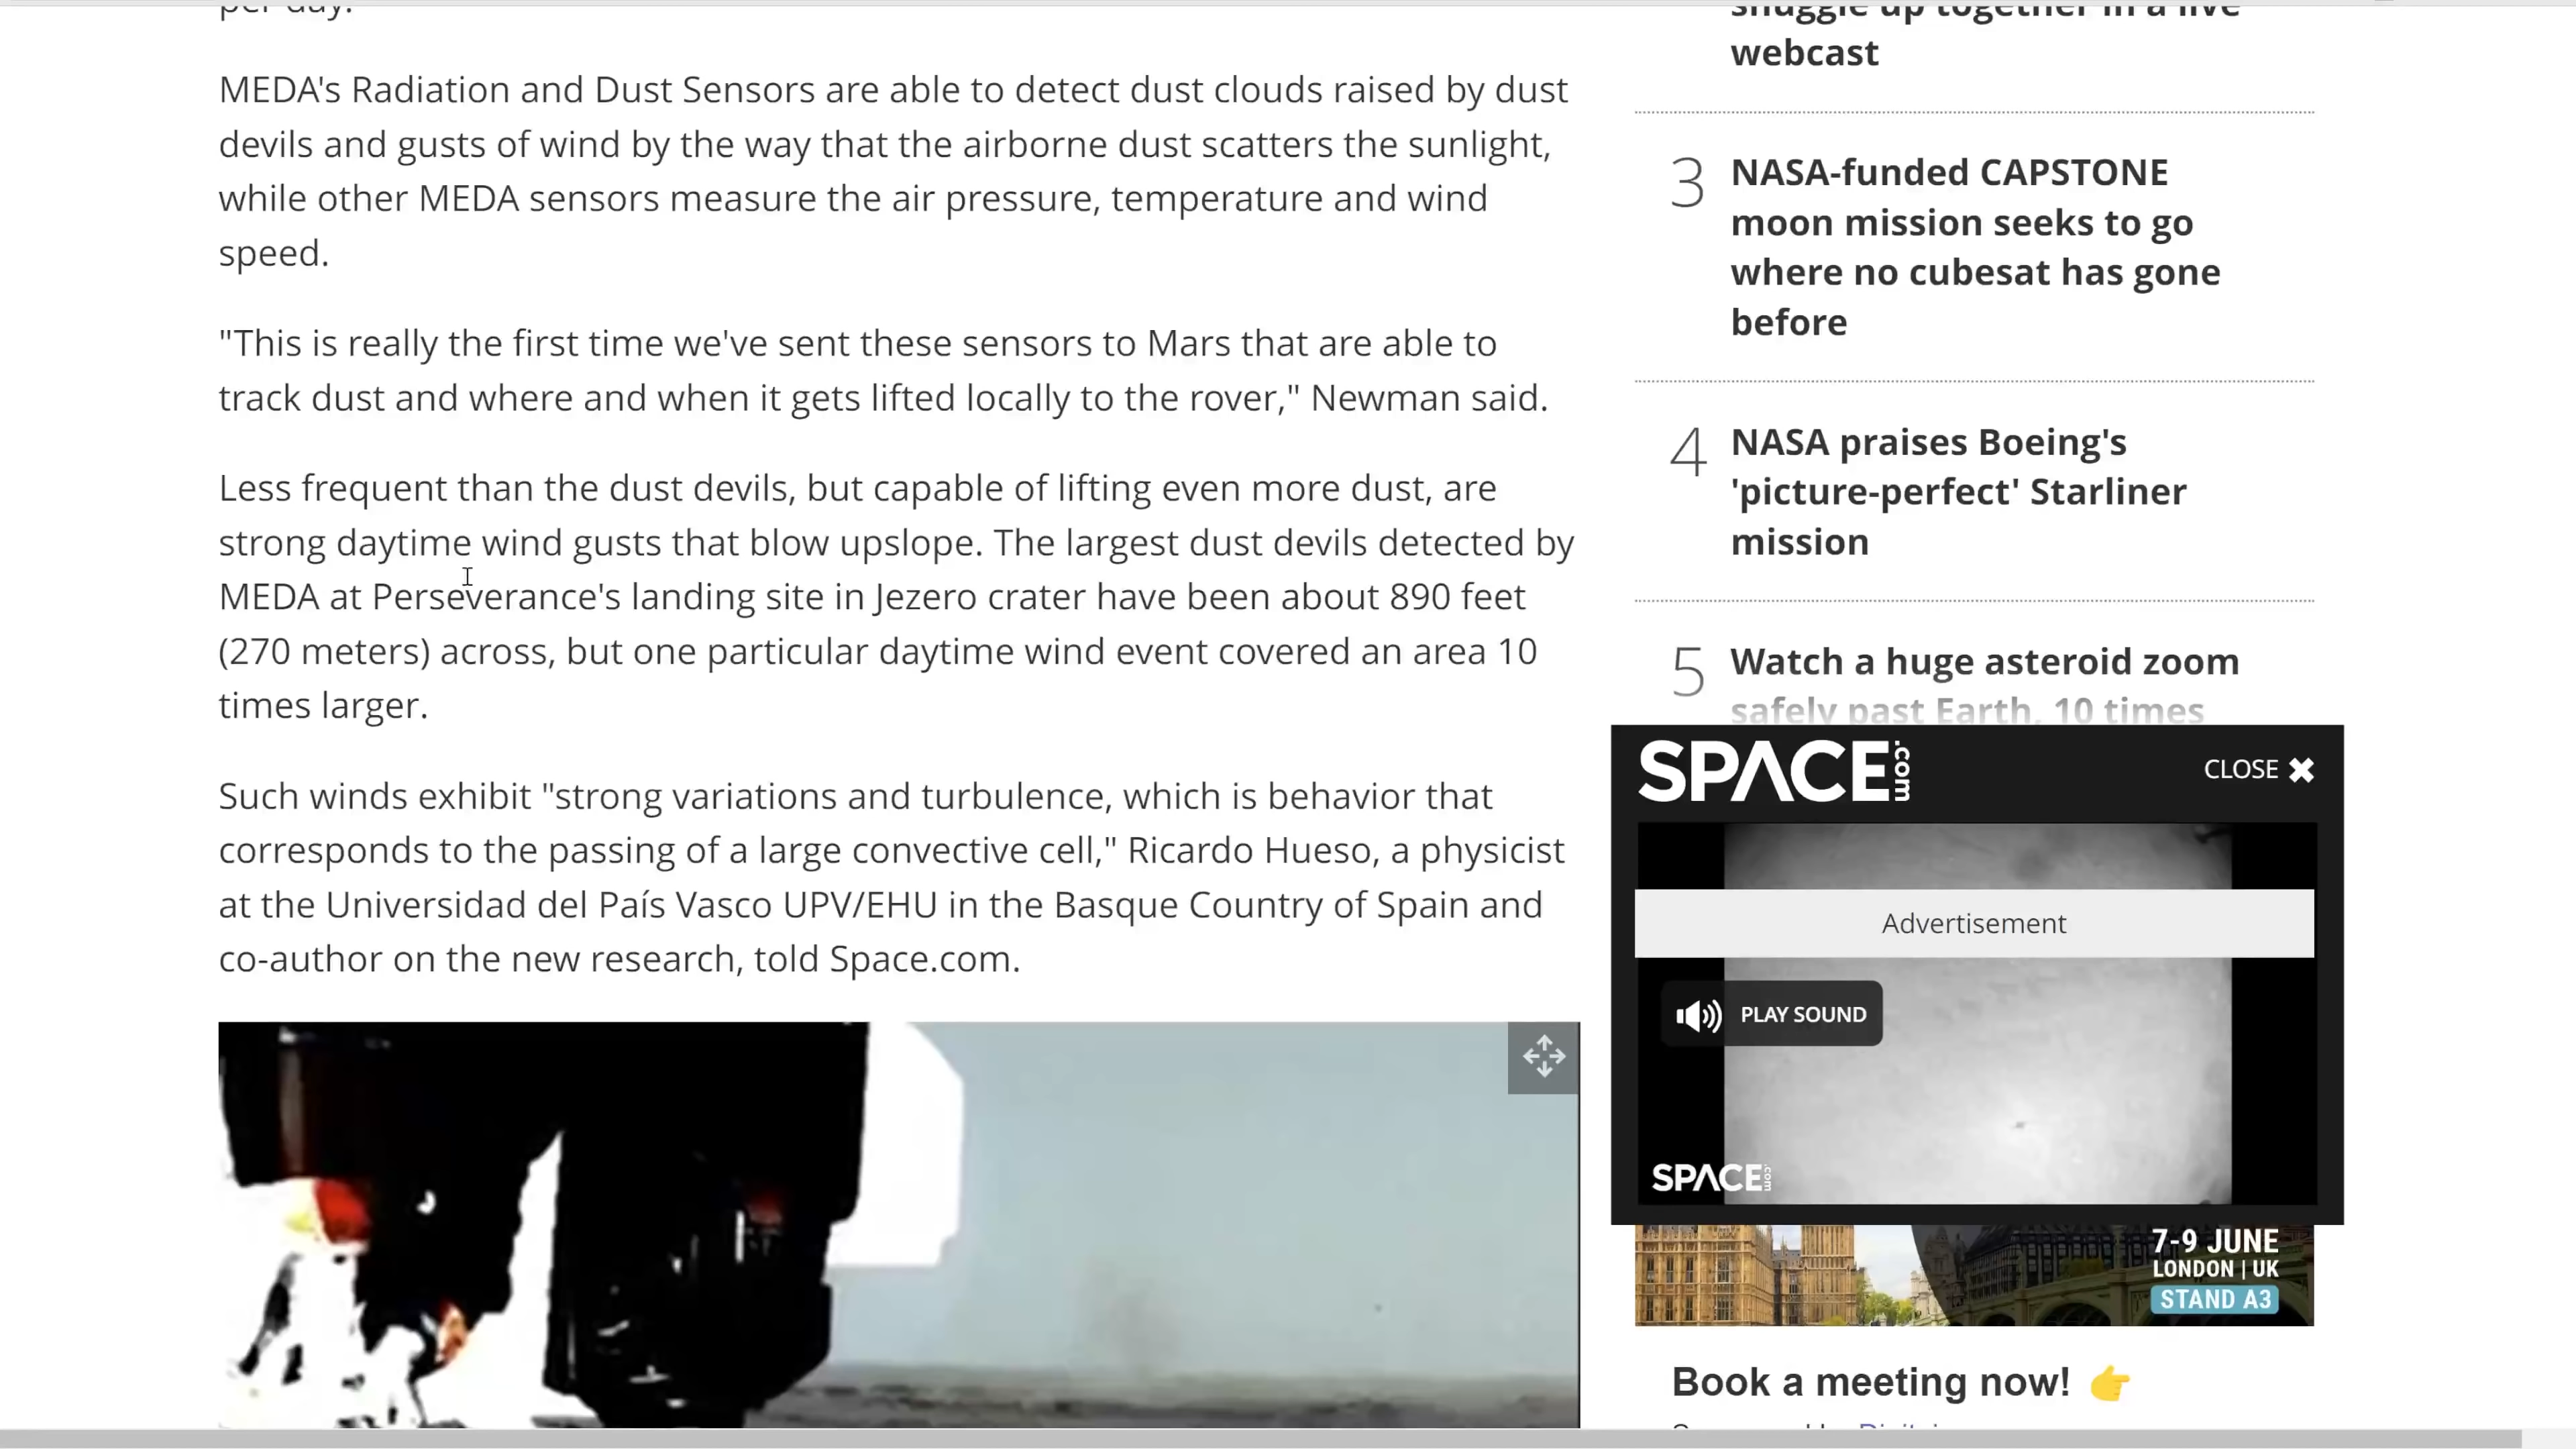 per day.
MEDA's Radiation and Dust Sensors are able to detect dust clouds raised by dust
devils and gusts of wind by the way that the airborne dust scatters the sunlight,
while other MEDA sensors measure the air pressure, temperature and wind
speed.
"This is really the first time we've sent these sensors to Mars that are able to
track dust and where and when it gets lifted locally to the rover," Newman said.
Less frequent than the dust devils, but capable of lifting even more dust, are
strong daytime wind gusts that blow upslope. The largest dust devils detected by
MEDA at Perseverance's landing site in Jezero crater have been about 890 feet
(270 meters) across, but one particular daytime wind event covered an area 10
times larger.
Such winds exhibit "strong variations and turbulence, which is behavior that
corresponds to the passing of a large convective cell," Ricardo Hueso, a physicist
at the Universidad del País Vasco UPV/EHU in the Basque Country of Spain and
co-author on the new research, told Space.com.
snuggle up together in a live
webcast
3
NASA-funded CAPSTONE
moon mission seeks to go
where no cubesat has gone
before
4
NASA praises Boeing's
'picture-perfect' Starliner
mission
5
Watch a huge asteroid zoom
safely past Earth, 10 times
SPACE.com
CLOSE
Advertisement
PLAY SOUND
SPACE.com
7-9 JUNE
LONDON | UK
STAND A3
Book a meeting now!